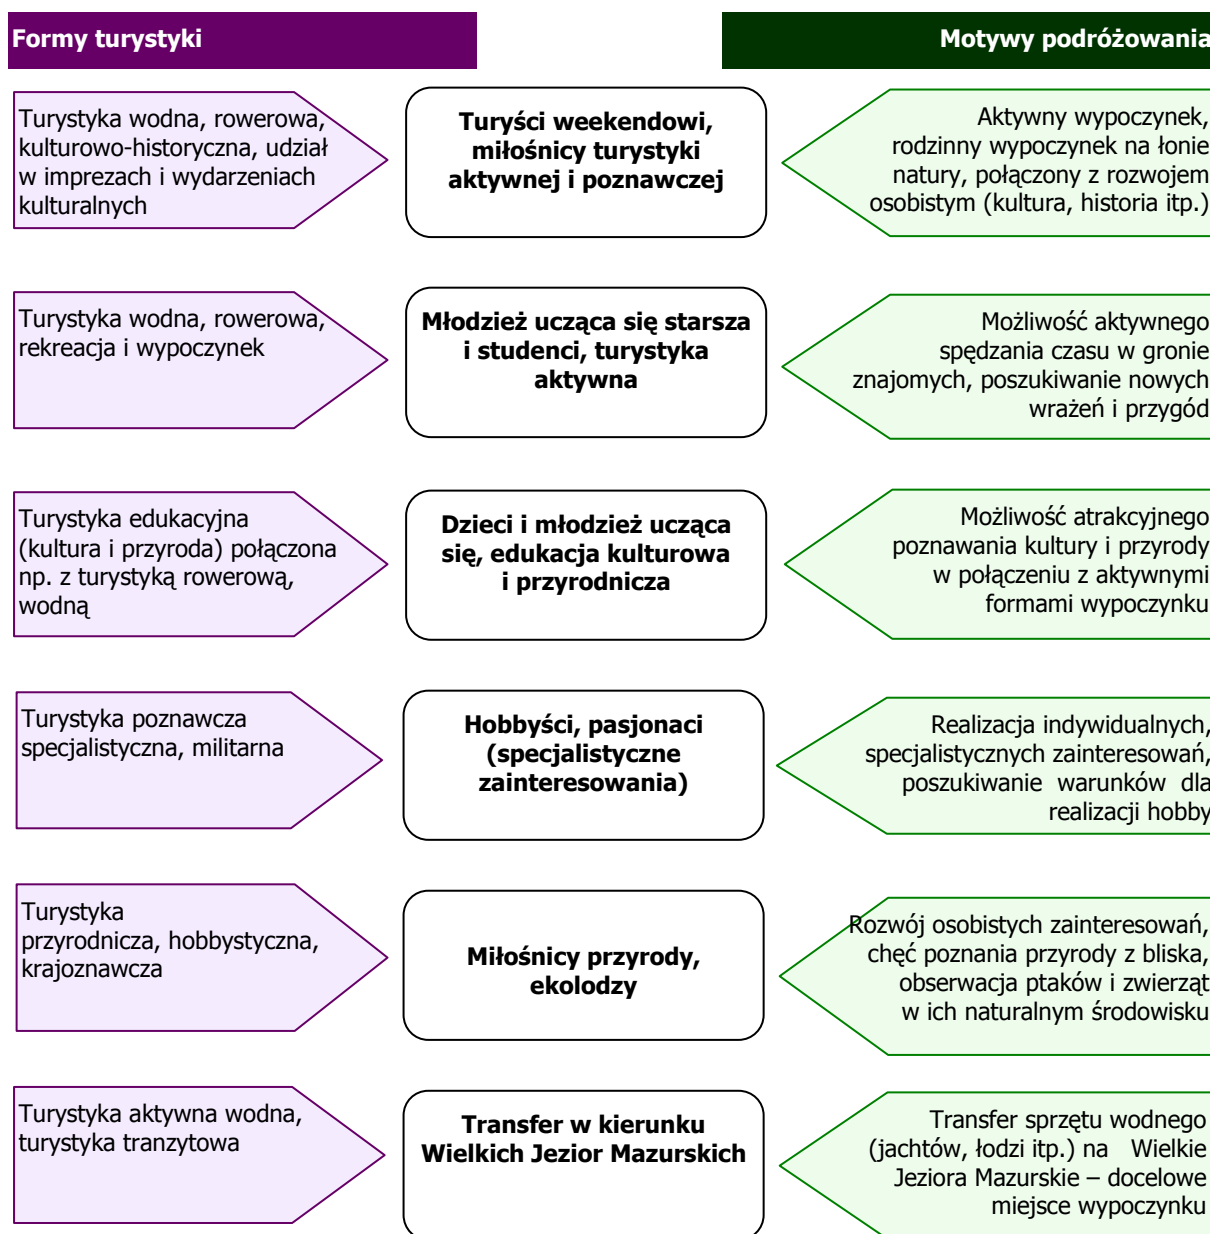 Formy turystyki
Motywy podróżowania
Turystyka wodna, rowerowa,
kulturowo-historyczna, udział
w imprezach i wydarzeniach
kulturalnych
Turyści weekendowi,
miłośnicy turystyki
aktywnej i poznawczej
Aktywny wypoczynek,
rodzinny wypoczynek na łonie
natury, połączony z rozwojem
osobistym (kultura, historia itp.)
Turystyka wodna, rowerowa,
rekreacja i wypoczynek
Młodzież ucząca się starsza
i studenci, turystyka
aktywna
Możliwość aktywnego
spędzania czasu w gronie
znajomych, poszukiwanie nowych
wrażeń i przygód
Turystyka edukacyjna
(kultura i przyroda) połączona
np. z turystyką rowerową,
wodną
Dzieci i młodzież ucząca
się, edukacja kulturowa
i przyrodnicza
Możliwość atrakcyjnego
poznawania kultury i przyrody
w połączeniu z aktywnymi
formami wypoczynku
Turystyka poznawcza
specjalistyczna, militarna
Hobbyści, pasjonaci
(specjalistyczne
zainteresowania)
Realizacja indywidualnych,
specjalistycznych zainteresowań,
poszukiwanie warunków dla
realizacji hobby
Turystyka
przyrodnicza, hobbystyczna,
krajoznawcza
Miłośnicy przyrody,
ekolodzy
Rozwój osobistych zainteresowań,
chęć poznania przyrody z bliska,
obserwacja ptaków i zwierząt
w ich naturalnym środowisku
Turystyka aktywna wodna,
turystyka tranzytowa
Transfer w kierunku
Wielkich Jezior Mazurskich
Transfer sprzętu wodnego
(jachtów, łodzi itp.) na Wielkie
Jeziora Mazurskie – docelowe
miejsce wypoczynku